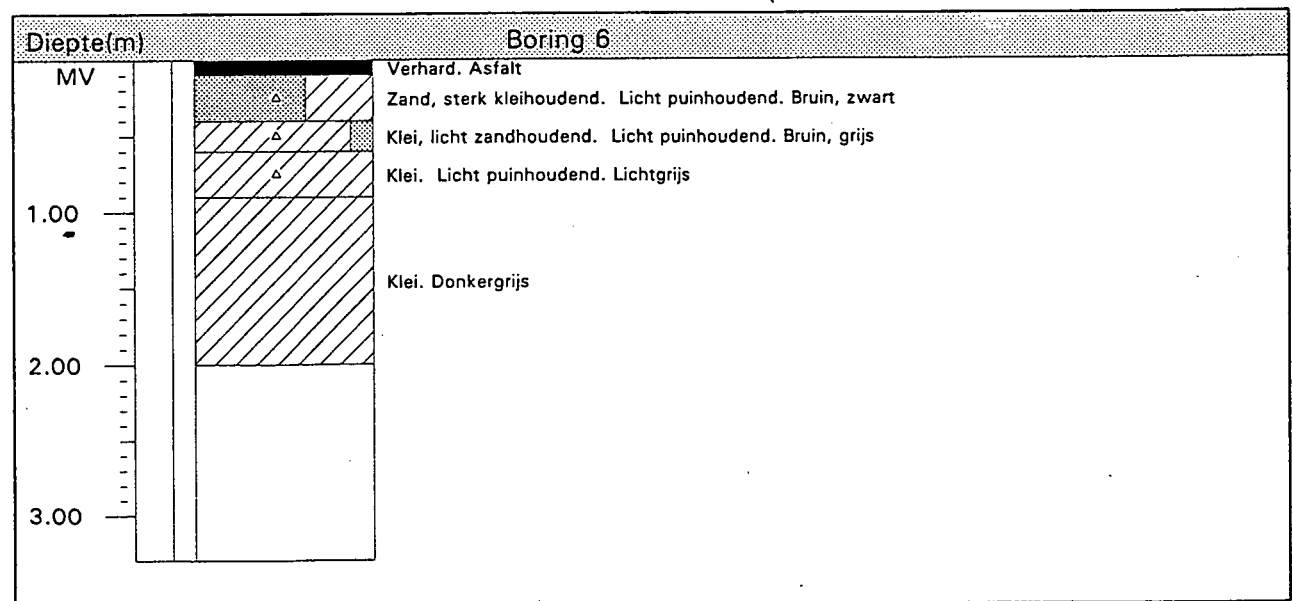 Diepte(m) Boring 6
MV
Verhard. Asfalt
Zand, sterk kleihoudend. Licht puinhoudend. Bruin, zwart
Klei, licht zandhoudend. Licht puinhoudend. Bruin, grijs
Klei. Licht puinhoudend. Lichtgrijs
1.00
Klei. Donkergrijs
2.00
3.00